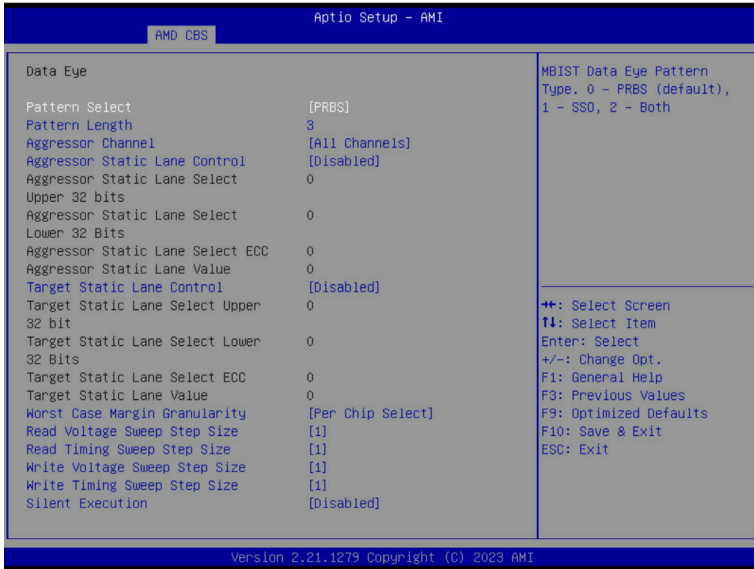 Aptio Setup – AMI
AMD CBS
Data Eye
Pattern Select [PRBS]
Pattern Length 3
Aggressor Channel [All Channels]
Aggressor Static Lane Control [Disabled]
Aggressor Static Lane Select 0
Upper 32 bits
Aggressor Static Lane Select 0
Lower 32 Bits
Aggressor Static Lane Select ECC 0
Aggressor Static Lane Value 0
Target Static Lane Control [Disabled]
Target Static Lane Select Upper 0
32 bit
Target Static Lane Select Lower 0
32 Bits
Target Static Lane Select ECC 0
Target Static Lane Value 0
Worst Case Margin Granularity [Per Chip Select]
Read Voltage Sweep Step Size [1]
Read Timing Sweep Step Size [1]
Write Voltage Sweep Step Size [1]
Write Timing Sweep Step Size [1]
Silent Execution [Disabled]
MBIST Data Eye Pattern
Type. 0 – PRBS (default),
1 – SSO, 2 – Both
→←: Select Screen
↑↓: Select Item
Enter: Select
+/-: Change Opt.
F1: General Help
F3: Previous Values
F9: Optimized Defaults
F10: Save & Exit
ESC: Exit
Version 2.21.1279 Copyright (C) 2023 AMI